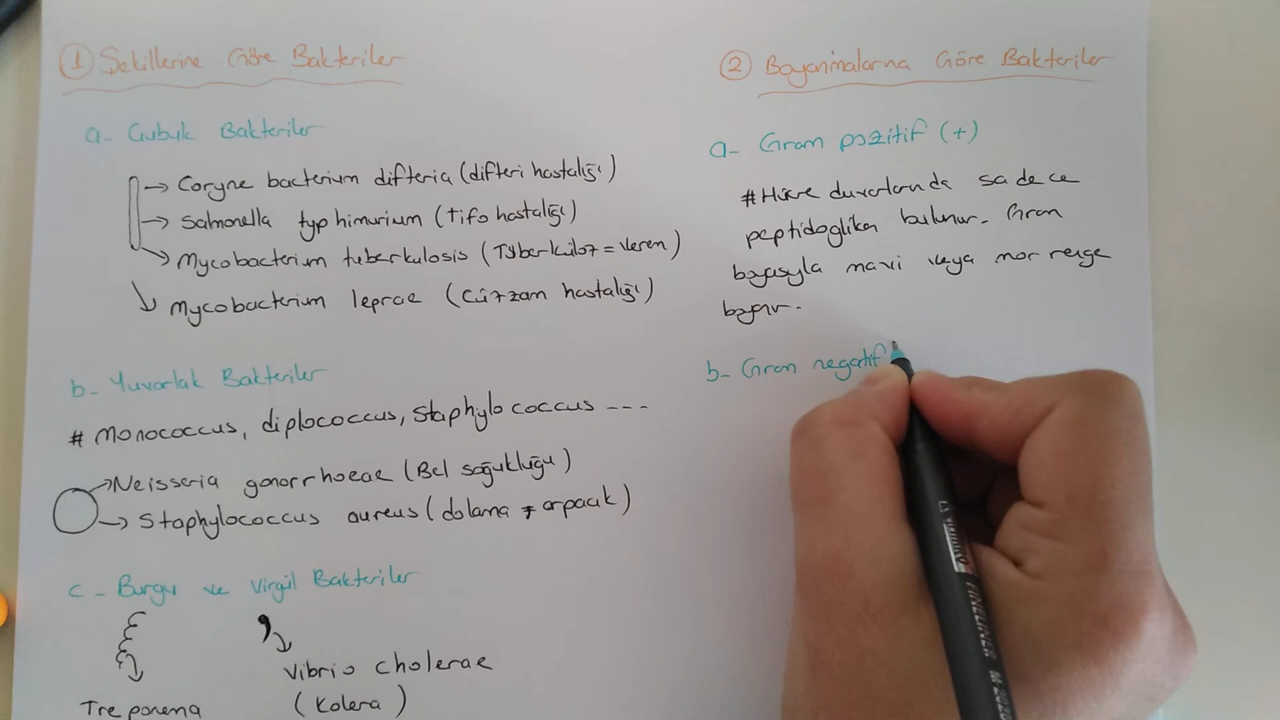 1 Şekillerine Göre Bakteriler
a- Çubuk Bakteriler
→ Coryne bacterium difteria (difteri hastalığı)
→ Salmonella typhimurium (Tifo hastalığı)
→ Mycobacterium tuberkulosis (Tüberküloz = Verem)
↘ Mycobacterium leprae (Cüzzam hastalığı)
b- Yuvarlak Bakteriler
# Monococcus, diplococcus, Staphylococcus ---
→ Neisseria gonorrhoeae (Bel soğukluğu)
→ Staphylococcus aureus (dolama + arpacık)
c- Burgu ve Virgül Bakteriler
Vibrio cholerae
(Kolera)
Treponema
2 Boyanmalarına Göre Bakteriler
a- Gram pozitif (+)
# Hücre duvarlarında sadece
peptidoglikan bulunur. Gram
boyasıyla mavi veya mor renge
boyanır.
b- Gram negatif
FINELINER